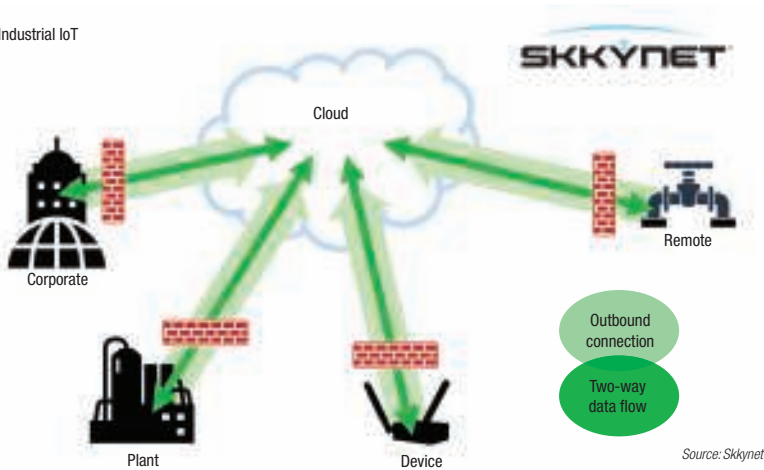 Industrial IoT
SKKYNET
Cloud
Corporate
Remote
Plant
Device
Outbound
connection
Two-way
data flow
Source: Skkynet